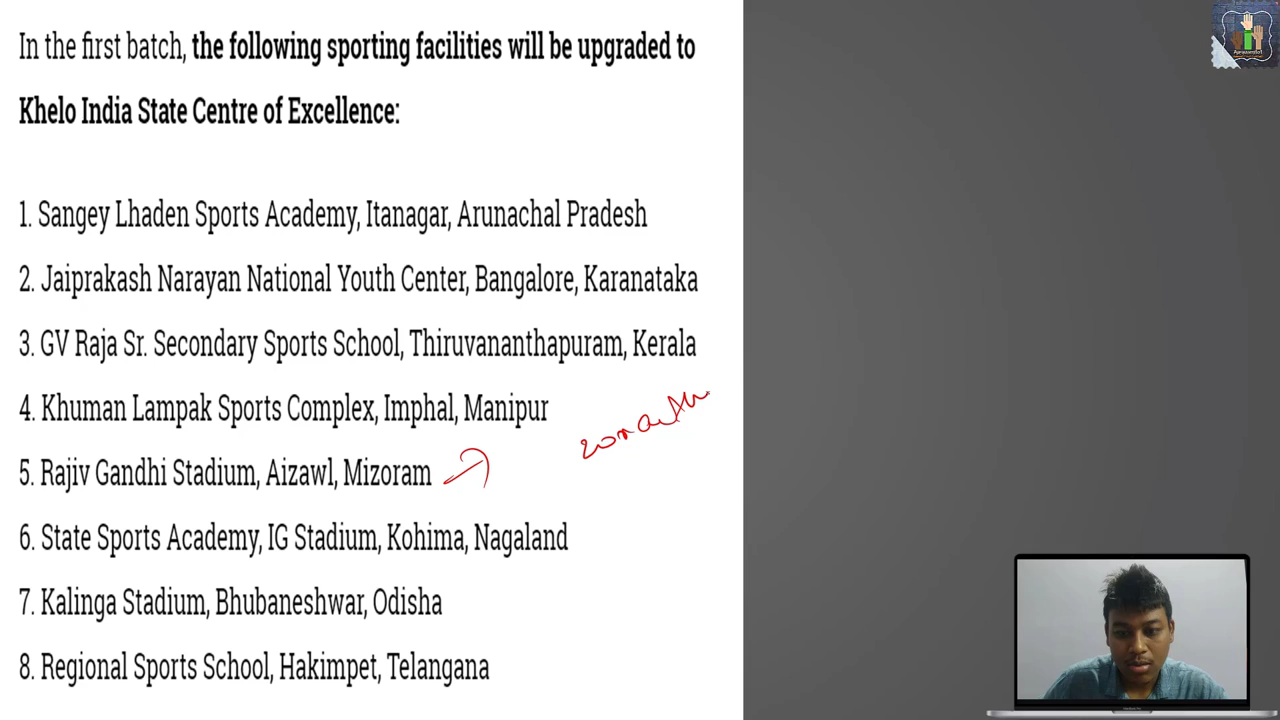 In the first batch, the following sporting facilities will be upgraded to
Khelo India State Centre of Excellence:
1. Sangey Lhaden Sports Academy, Itanagar, Arunachal Pradesh
2. Jaiprakash Narayan National Youth Center, Bangalore, Karanataka
3. GV Raja Sr. Secondary Sports School, Thiruvananthapuram, Kerala
4. Khuman Lampak Sports Complex, Imphal, Manipur
5. Rajiv Gandhi Stadium, Aizawl, Mizoram
6. State Sports Academy, IG Stadium, Kohima, Nagaland
7. Kalinga Stadium, Bhubaneshwar, Odisha
8. Regional Sports School, Hakimpet, Telangana